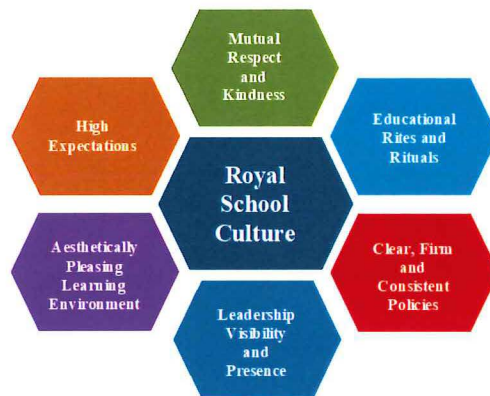 Mutual
Respect
and
Kindness
High
Expectations
Educational
Rites and
Rituals
Royal
School
Culture
Aesthetically
Pleasing
Learning
Environment
Clear, Firm
and
Consistent
Policies
Leadership
Visibility
and
Presence